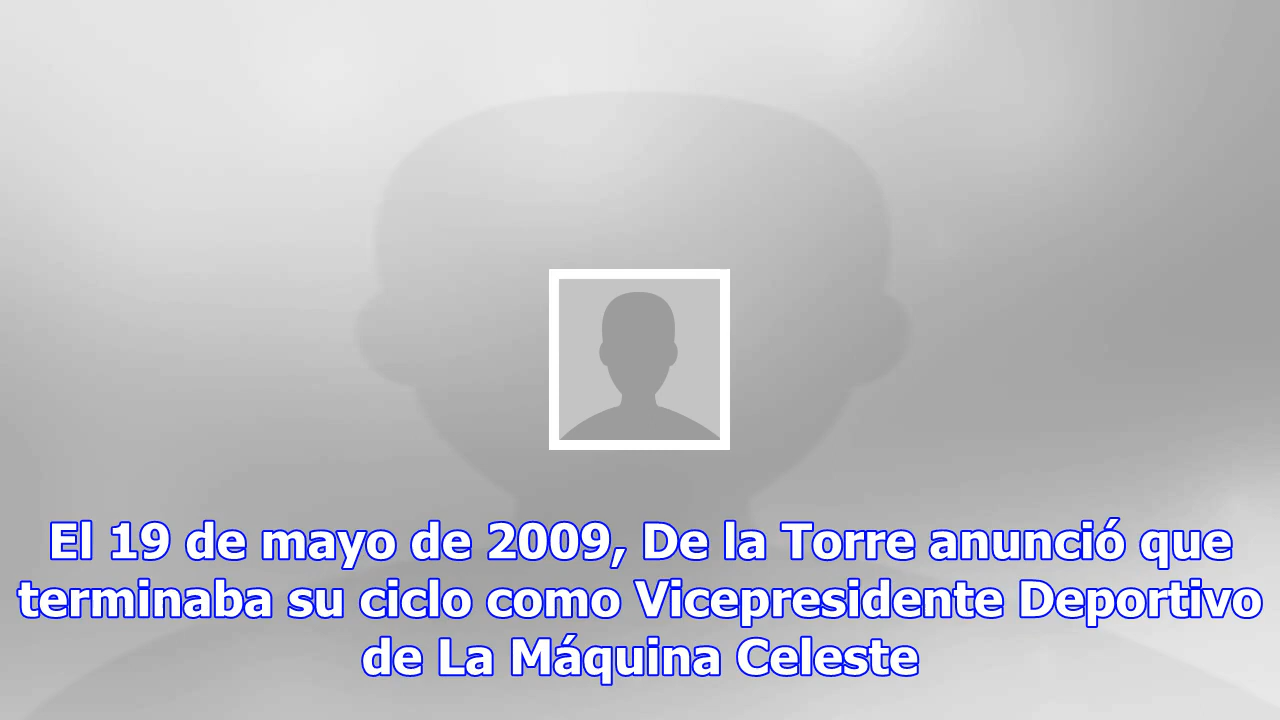 El 19 de mayo de 2009, De la Torre anunció que
terminaba su ciclo como Vicepresidente Deportivo
de La Máquina Celeste